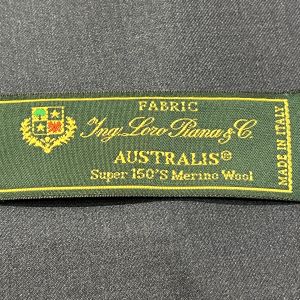 FABRIC
Ing. Loro Piana & C.
AUSTRALIS®
Super 150'S Merino Wool
MADE IN ITALY